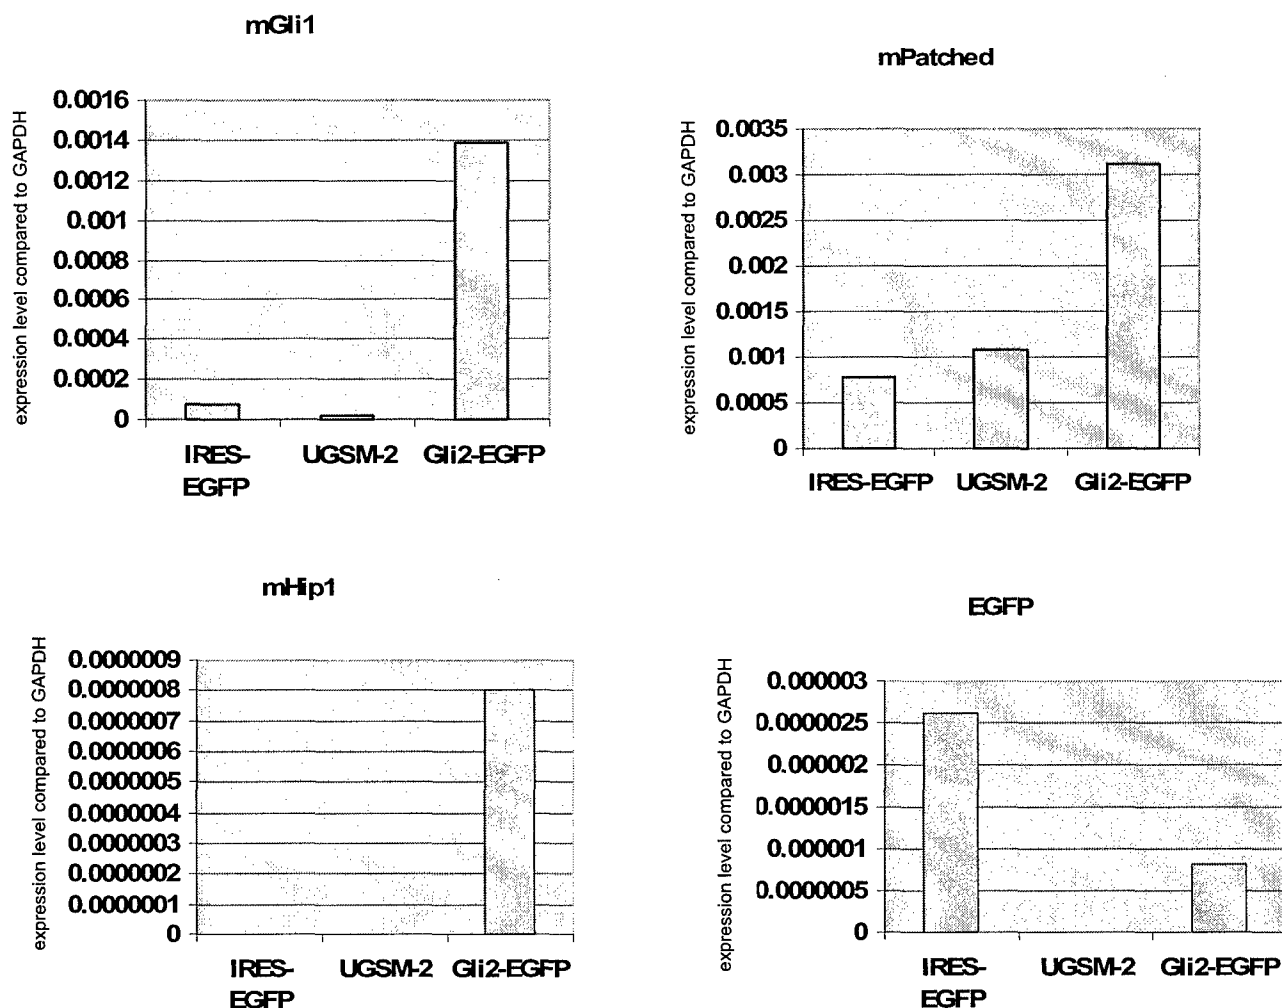 mGli1
expression level compared to GAPDH
0.0016
0.0014
0.0012
0.001
0.0008
0.0006
0.0004
0.0002
0
IRES-
EGFP
UGSM-2
Gli2-EGFP
mPatched
expression level compared to GAPDH
0.0035
0.003
0.0025
0.002
0.0015
0.001
0.0005
0
IRES-EGFP
UGSM-2
Gli2-EGFP
mHip1
expression level compared to GAPDH
0.0000009
0.0000008
0.0000007
0.0000006
0.0000005
0.0000004
0.0000003
0.0000002
0.0000001
0
IRES-
EGFP
UGSM-2
Gli2-EGFP
EGFP
expression level compared to GAPDH
0.000003
0.0000025
0.000002
0.0000015
0.000001
0.0000005
0
IRES-
EGFP
UGSM-2
Gli2-EGFP